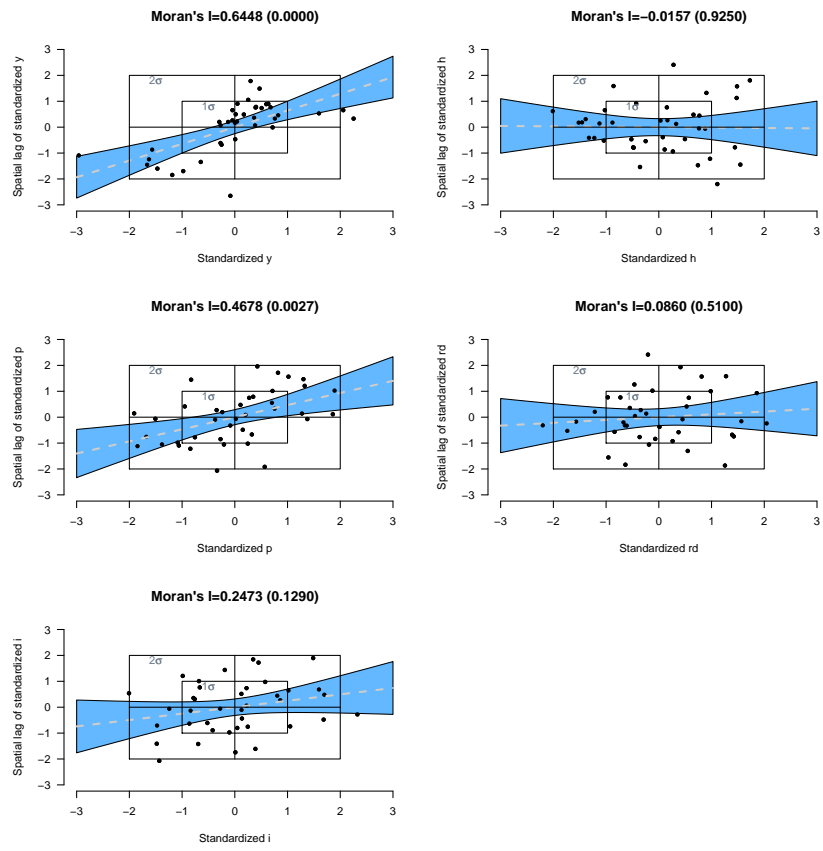 Moran's I=0.6448 (0.0000)
Spatial lag of standardized y
3
2
1
0
−1
−2
−3
2σ
1σ
−3 −2 −1 0 1 2 3
Standardized y
Moran's I=−0.0157 (0.9250)
Spatial lag of standardized h
3
2
1
0
−1
−2
−3
2σ
1σ
−3 −2 −1 0 1 2 3
Standardized h
Moran's I=0.4678 (0.0027)
Spatial lag of standardized p
3
2
1
0
−1
−2
−3
2σ
1σ
−3 −2 −1 0 1 2 3
Standardized p
Moran's I=0.0860 (0.5100)
Spatial lag of standardized rd
3
2
1
0
−1
−2
−3
2σ
1σ
−3 −2 −1 0 1 2 3
Standardized rd
Moran's I=0.2473 (0.1290)
Spatial lag of standardized i
3
2
1
0
−1
−2
−3
2σ
1σ
−3 −2 −1 0 1 2 3
Standardized i